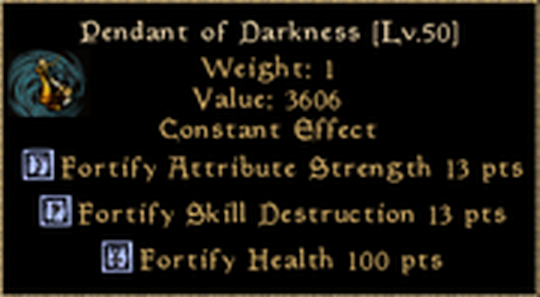 Pendant of Darkness [Lv.50]
Weight: 1
Value: 3606
Constant Effect
Fortify Attribute Strength 13 pts
Fortify Skill Destruction 13 pts
Fortify Health 100 pts